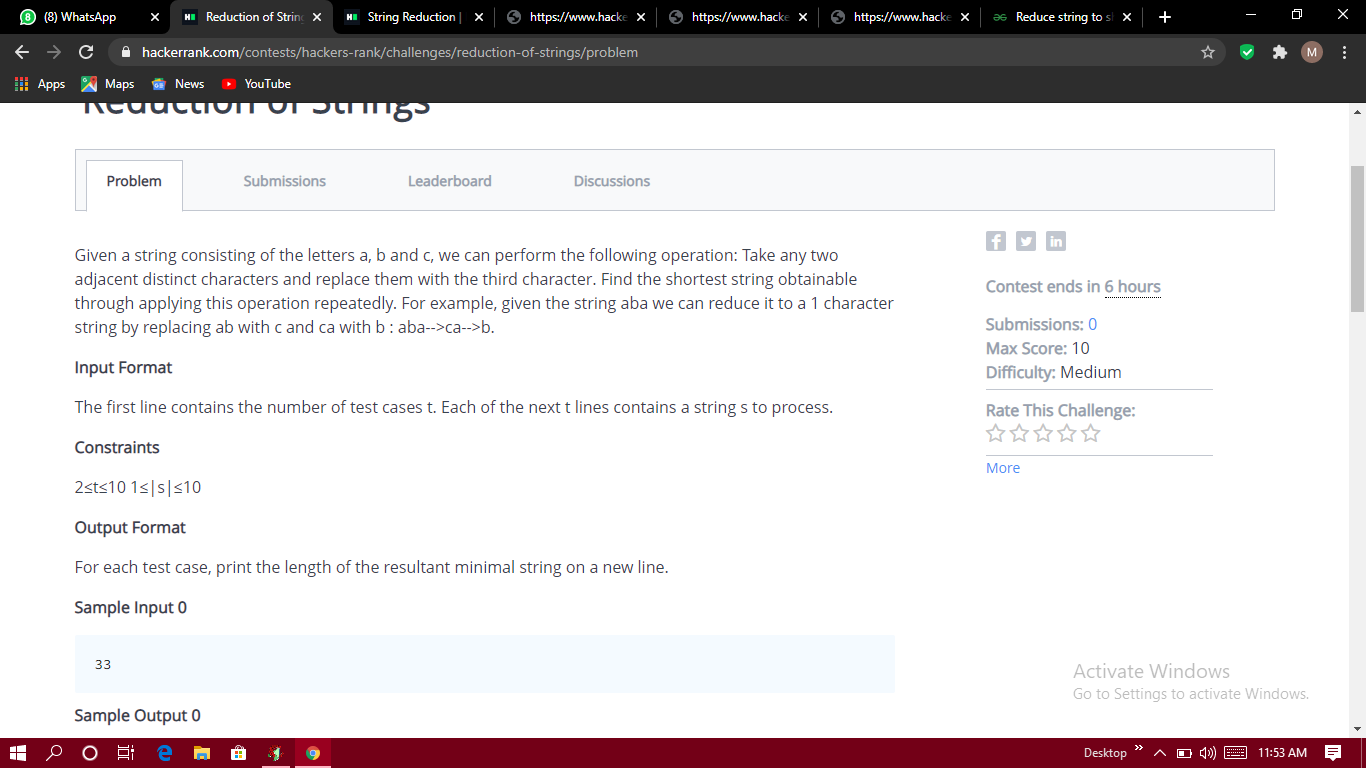 (8) WhatsApp
Reduction of Strin
String Reduction |
https://www.hacke
https://www.hacke
https://www.hacke
Reduce string to s
hackerrank.com/contests/hackers-rank/challenges/reduction-of-strings/problem
M
Apps
Maps
News
YouTube
Reduction of Strings
Problem
Submissions
Leaderboard
Discussions
Given a string consisting of the letters a, b and c, we can perform the following operation: Take any two
adjacent distinct characters and replace them with the third character. Find the shortest string obtainable
through applying this operation repeatedly. For example, given the string aba we can reduce it to a 1 character
string by replacing ab with c and ca with b : aba-->ca-->b.
Input Format
The first line contains the number of test cases t. Each of the next t lines contains a string s to process.
Constraints
2≤t≤10 1≤|s|≤10
Output Format
For each test case, print the length of the resultant minimal string on a new line.
Sample Input 0
33
Sample Output 0
Contest ends in 6 hours
Submissions: 0
Max Score: 10
Difficulty: Medium
Rate This Challenge:
More
Activate Windows
Go to Settings to activate Windows.
Desktop
11:53 AM